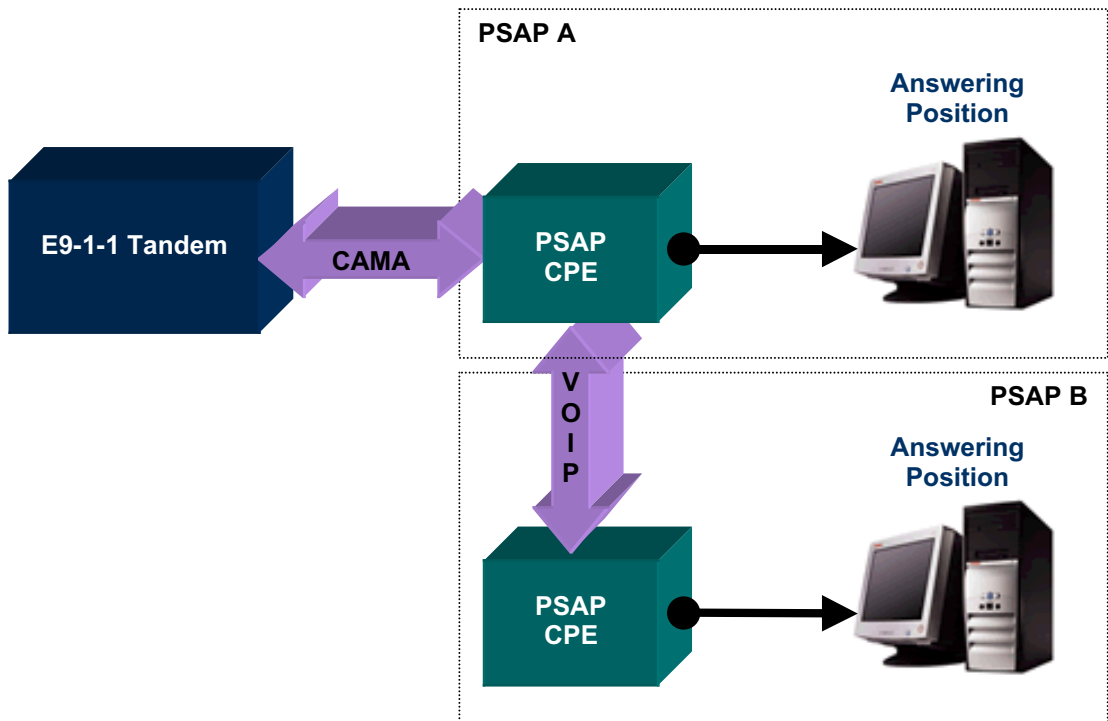 PSAP A
Answering
Position
E9-1-1 Tandem
CAMA
PSAP
CPE
V
O
I
P
PSAP B
Answering
Position
PSAP
CPE